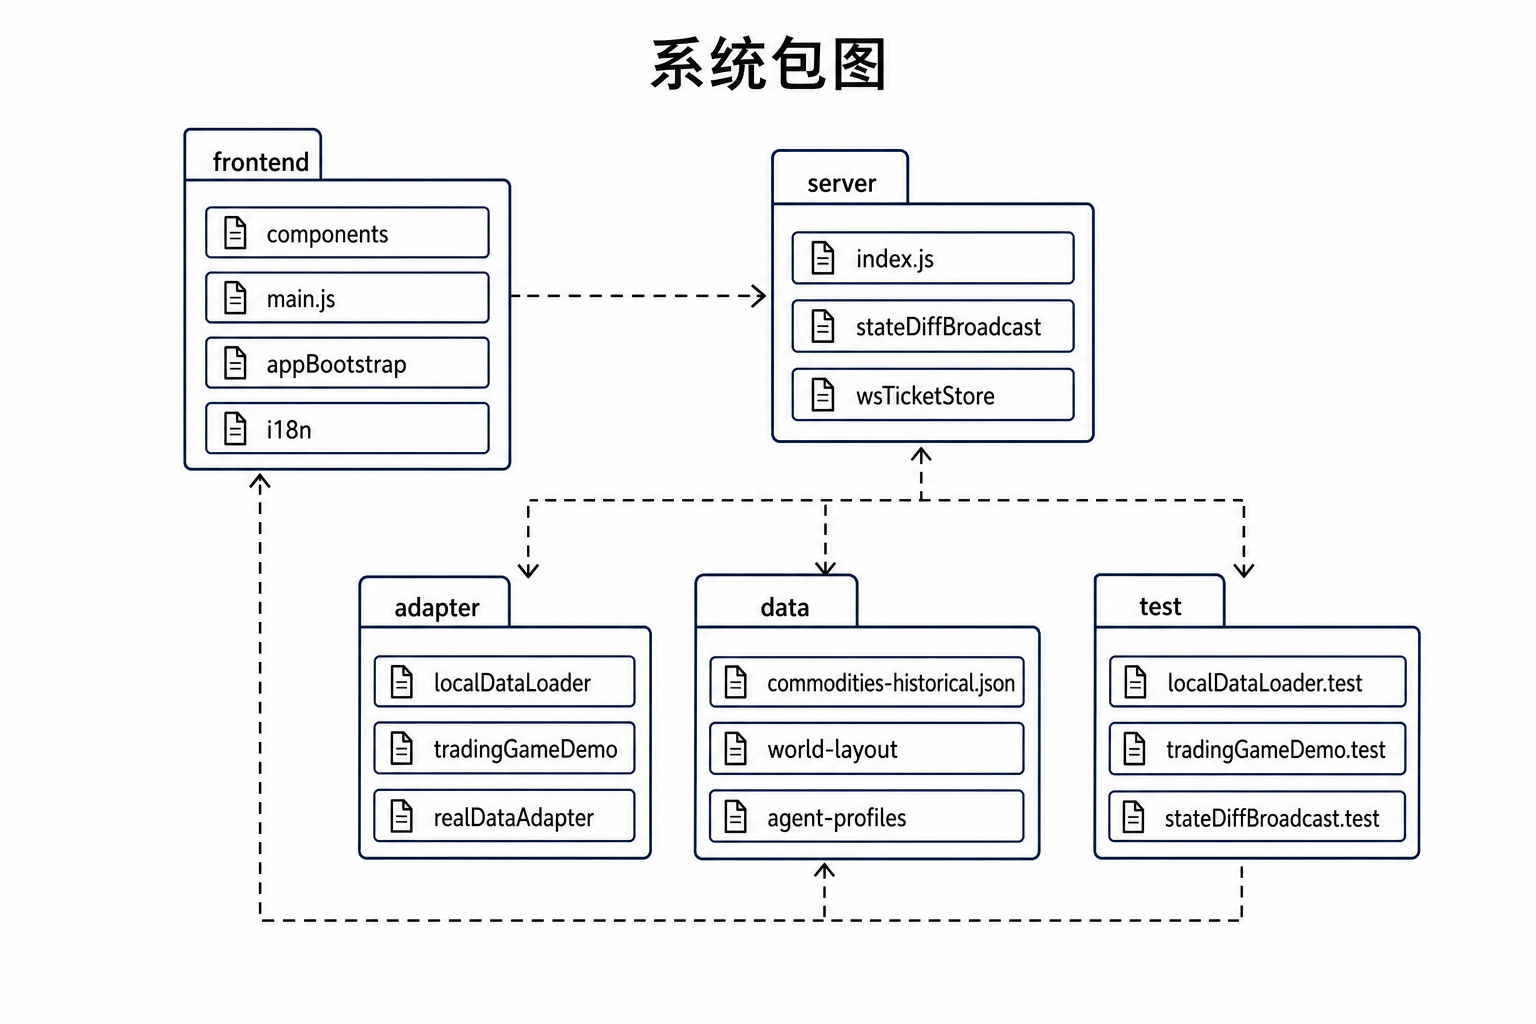 系统包图
frontend
components
main.js
appBootstrap
i18n
server
index.js
stateDiffBroadcast
wsTicketStore
adapter
localDataLoader
tradingGameDemo
realDataAdapter
data
commodities-historical.json
world-layout
agent-profiles
test
localDataLoader.test
tradingGameDemo.test
stateDiffBroadcast.test